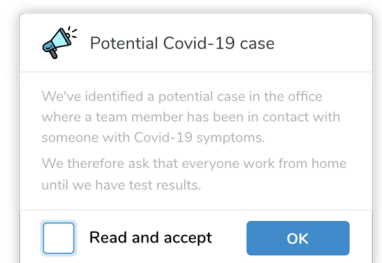 Potential Covid-19 case
We've identified a potential case in the office
where a team member has been in contact with
someone with Covid-19 symptoms.
We therefore ask that everyone work from home
until we have test results.
Read and accept
OK